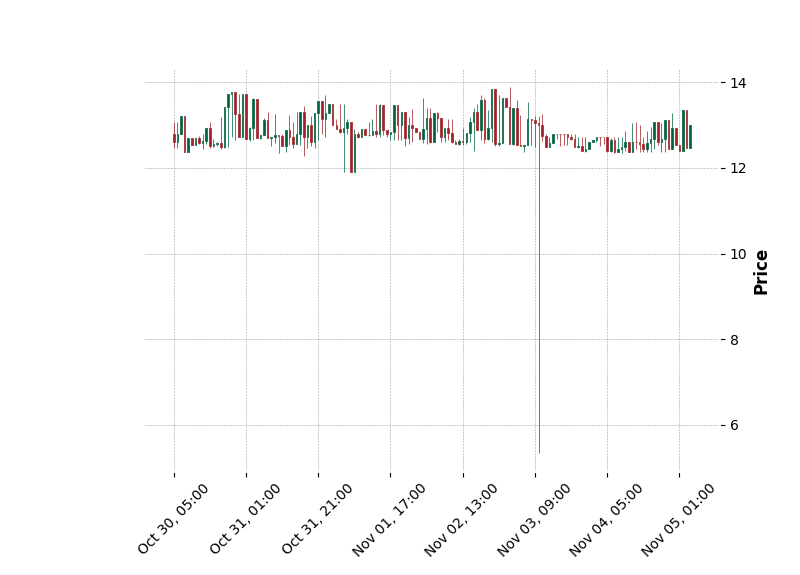 14
12
10
8
6
Price
Oct 30, 05:00
Oct 31, 01:00
Oct 31, 21:00
Nov 01, 17:00
Nov 02, 13:00
Nov 03, 09:00
Nov 04, 05:00
Nov 05, 01:00